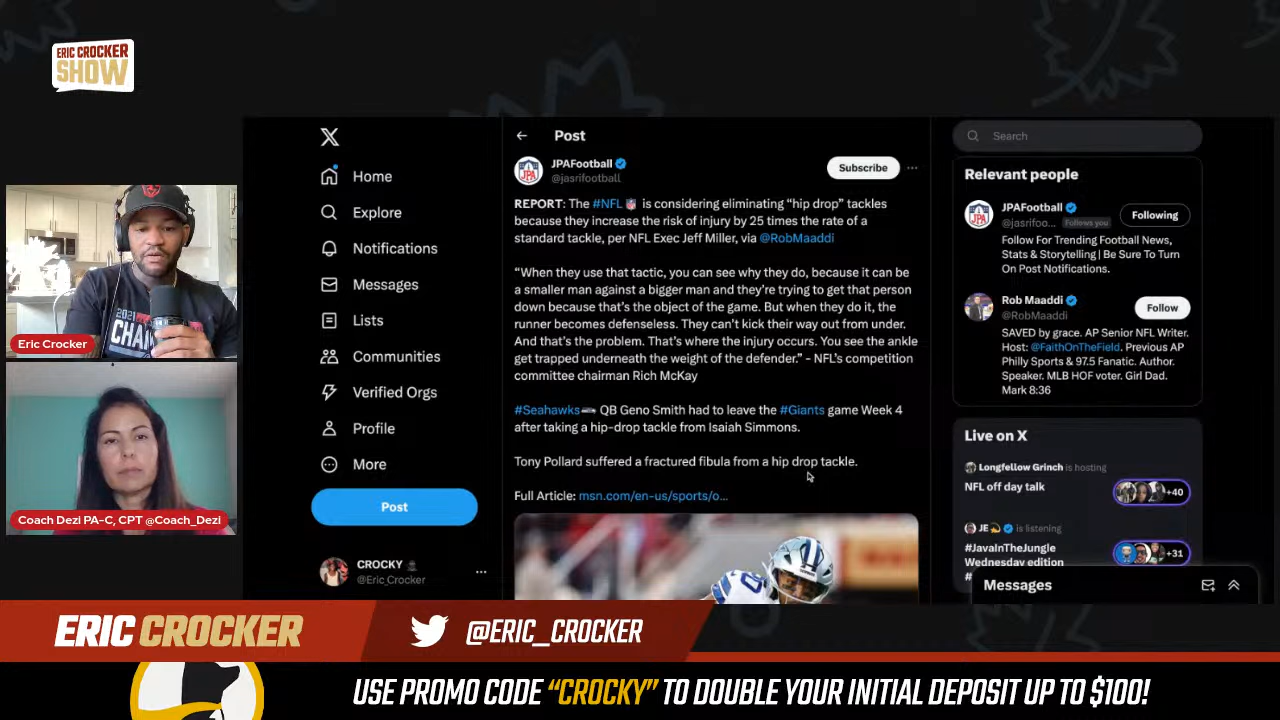 ERIC CROCKER
SHOW
X
Home
Explore
Notifications
Messages
Lists
Communities
Verified Orgs
Profile
More
Post
CROCKY
@Eric_Crocker
Post
JPAFootball
@jasrifootball
Subscribe
REPORT: The #NFL is considering eliminating “hip drop” tackles
because they increase the risk of injury by 25 times the rate of a
standard tackle, per NFL Exec Jeff Miller, via @RobMaaddi
“When they use that tactic, you can see why they do, because it can be
a smaller man against a bigger man and they’re trying to get that person
down because that’s the object of the game. But when they do it, the
runner becomes defenseless. They can’t kick their way out from under.
And that’s the problem. That’s where the injury occurs. You see the ankle
get trapped underneath the weight of the defender.” - NFL’s competition
committee chairman Rich McKay
#Seahawks QB Geno Smith had to leave the #Giants game Week 4
after taking a hip-drop tackle from Isaiah Simmons.
Tony Pollard suffered a fractured fibula from a hip drop tackle.
Full Article: msn.com/en-us/sports/o...
Search
Relevant people
JPAFootball
@jasrifoo... Follows you
Following
Follow For Trending Football News,
Stats & Storytelling | Be Sure To Turn
On Post Notifications.
Rob Maaddi
@RobMaaddi
Follow
SAVED by grace. AP Senior NFL Writer.
Host: @FaithOnTheField. Previous AP
Philly Sports & 97.5 Fanatic. Author.
Speaker. MLB HOF voter. Girl Dad.
Mark 8:36
Live on X
Longfellow Grinch is hosting
NFL off day talk
+40
JE is listening
#JavaInTheJungle
Wednesday edition
#
+31
Messages
2021
CHAM
Eric Crocker
Coach Dezi PA-C, CPT @Coach_Dezi
ERIC CROCKER
@ERIC_CROCKER
USE PROMO CODE “CROCKY” TO DOUBLE YOUR INITIAL DEPOSIT UP TO $100!